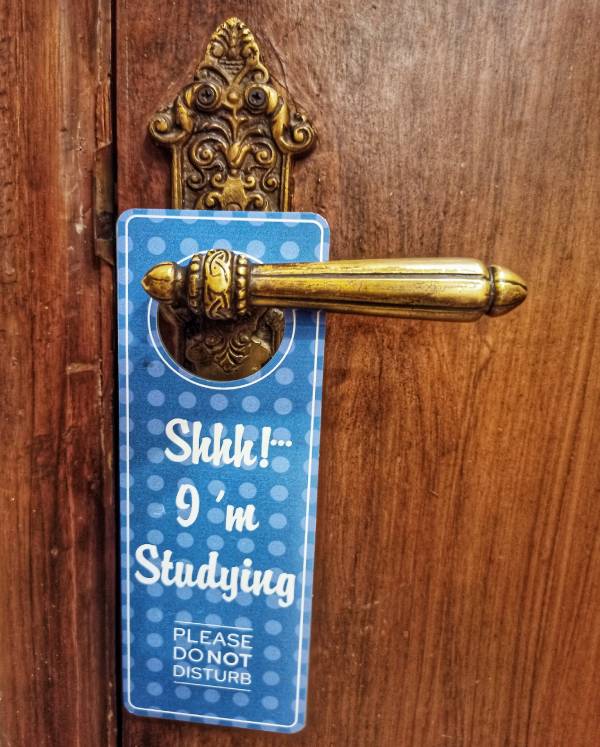 Shhh!...
I 'm
Studying
PLEASE
DO NOT
DISTURB